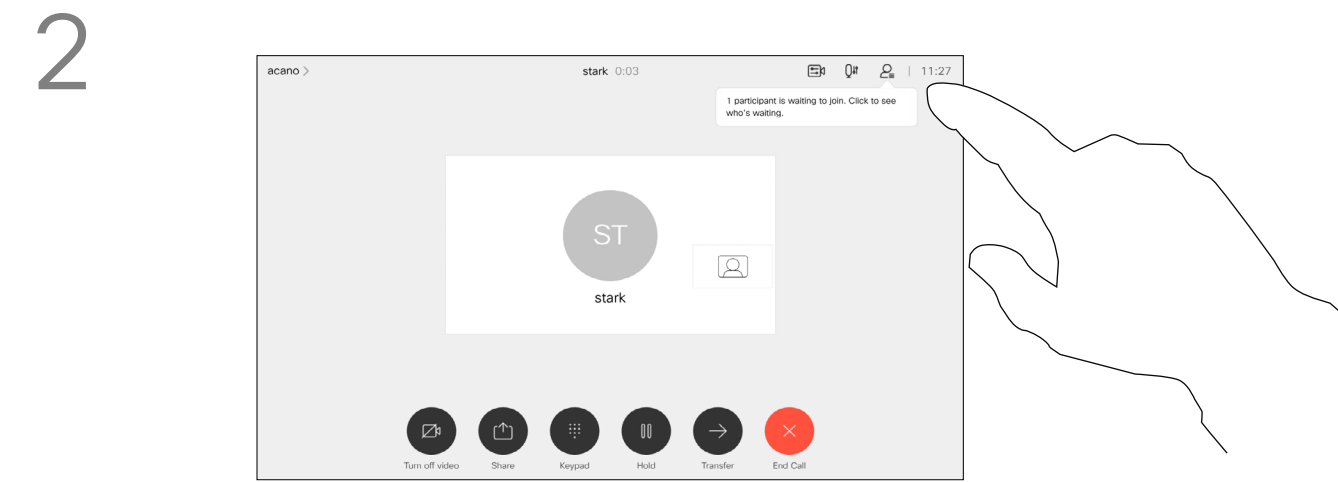 2
acano >
stark 0:03
11:27
1 participant is waiting to join. Click to see
who's waiting.
ST
stark
Turn off video
Share
Keypad
Hold
Transfer
End Call